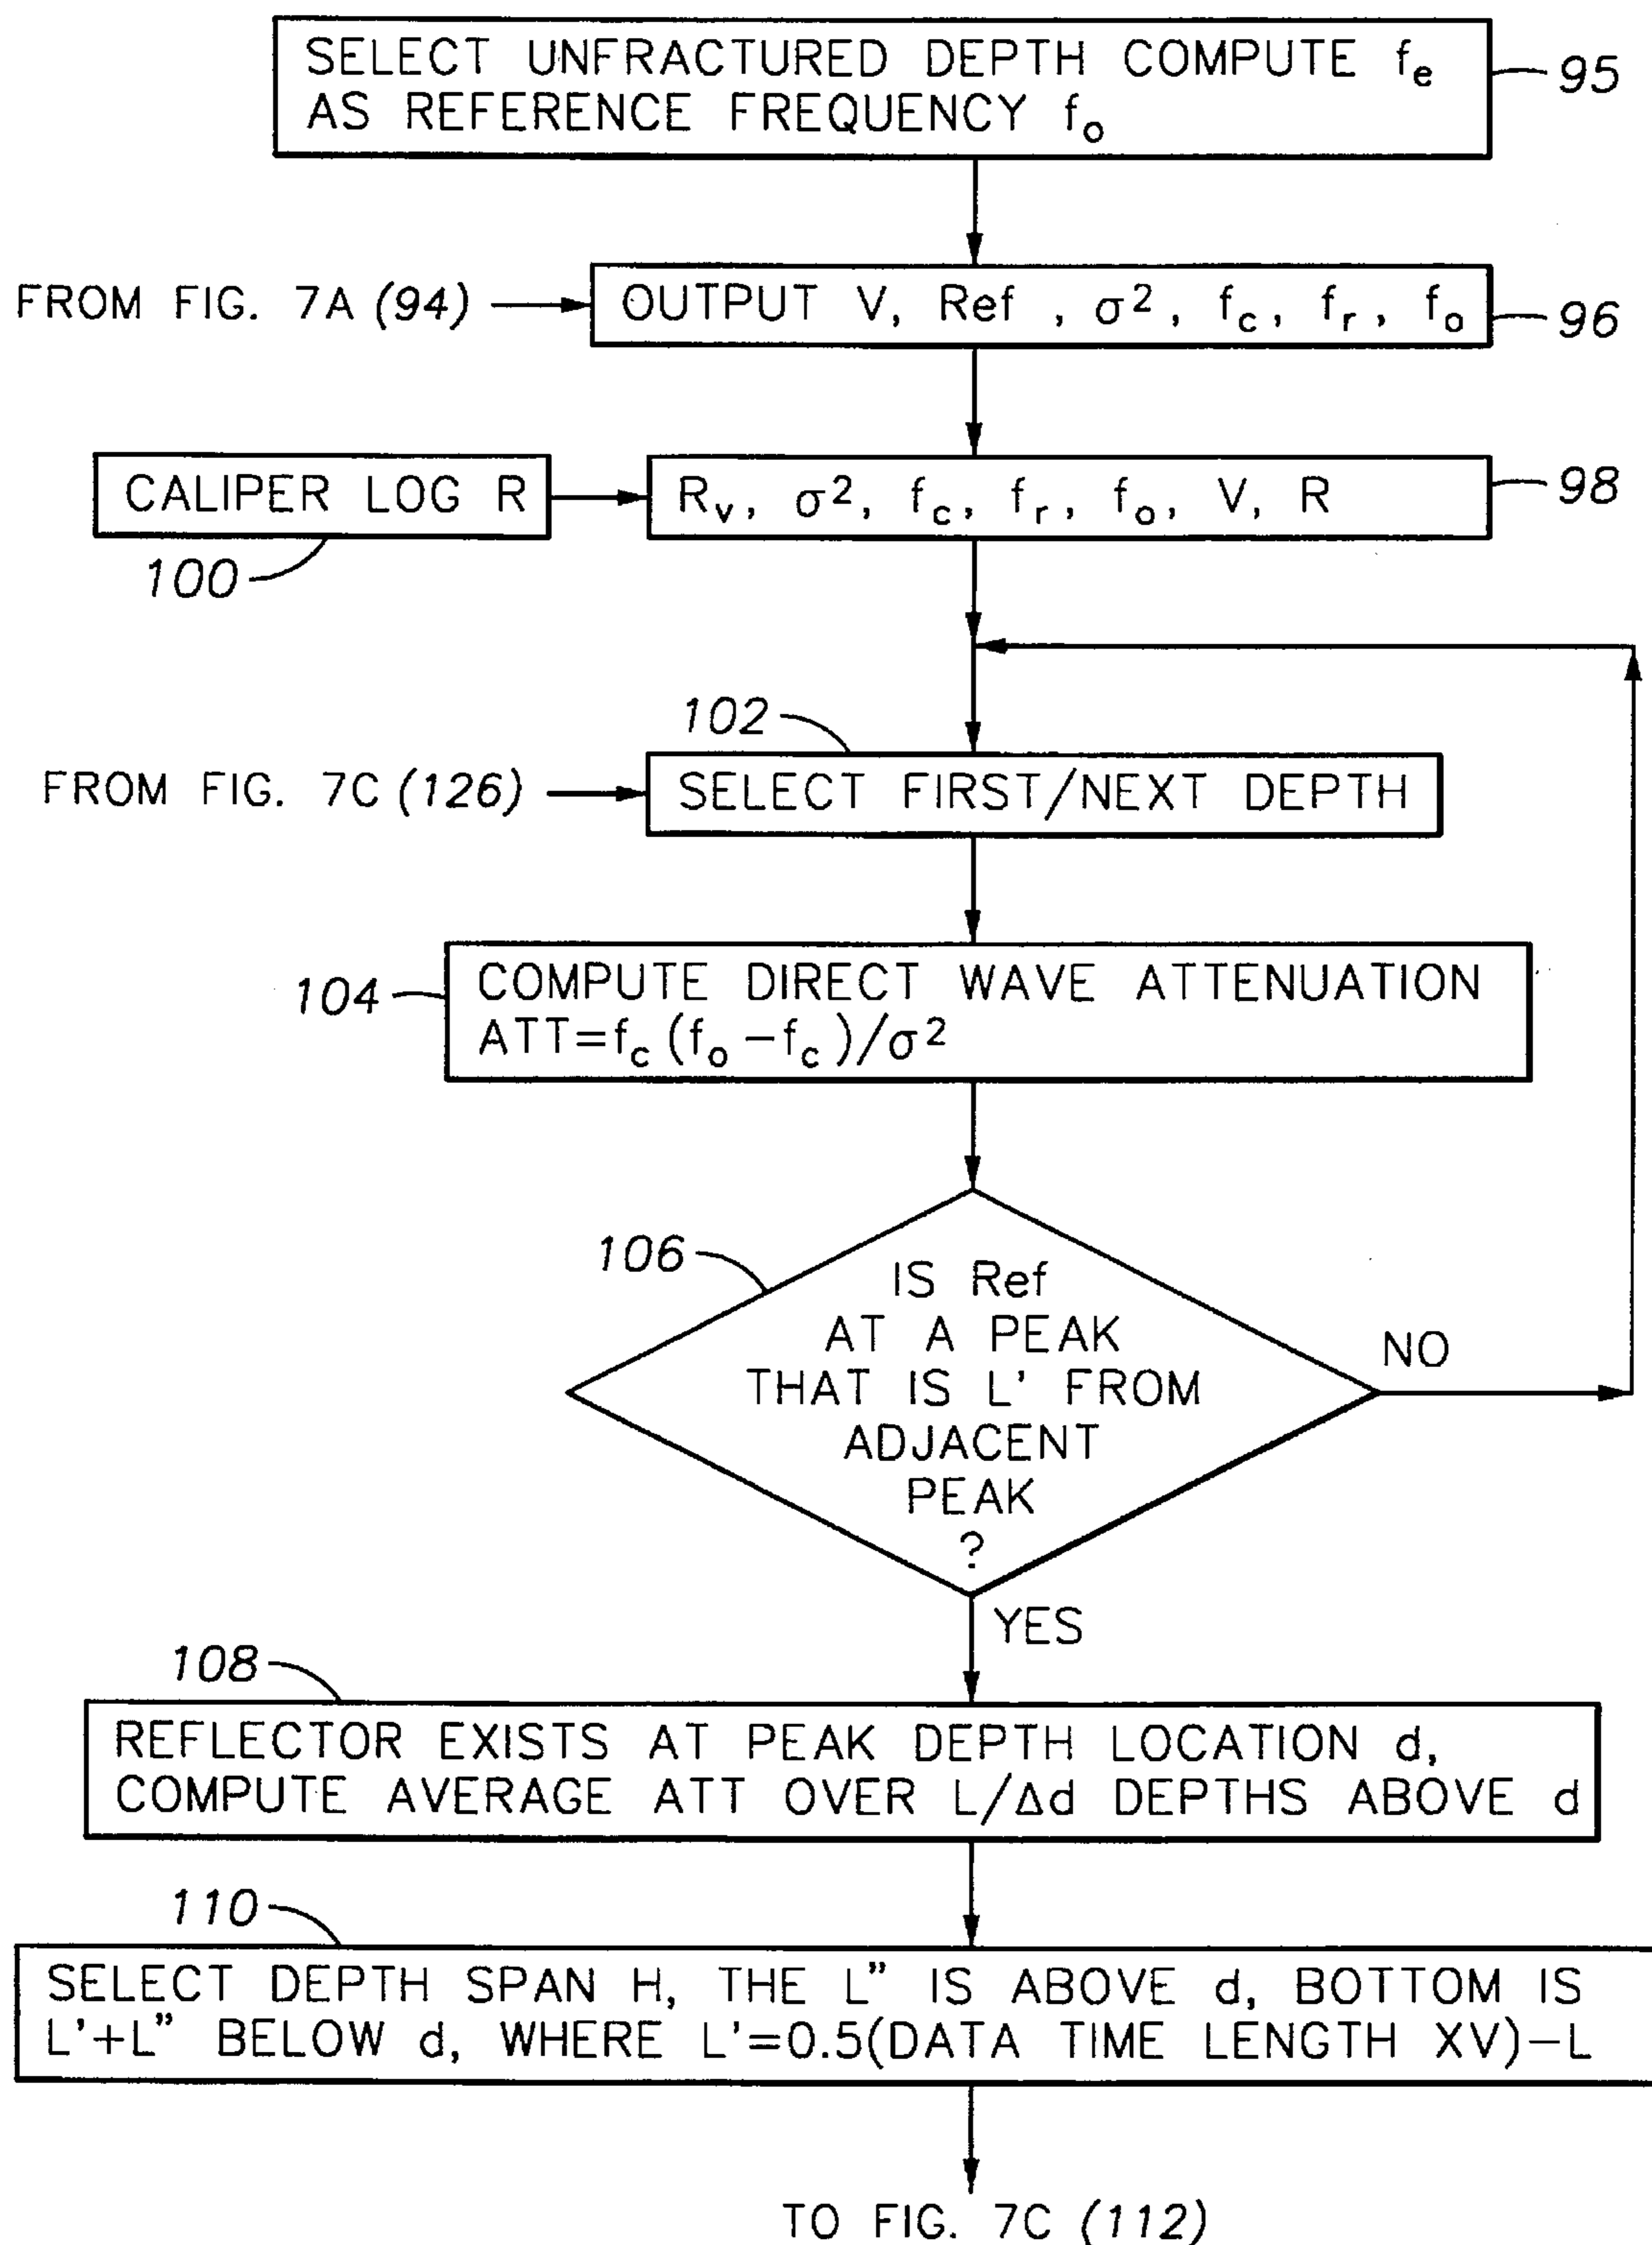 SELECT UNFRACTURED DEPTH COMPUTE fe
AS REFERENCE FREQUENCY fo
95
FROM FIG. 7A (94)
OUTPUT V, Ref , σ², fc, fr, fo
96
CALIPER LOG R
100
Rv, σ², fc, fr, fo, V, R
98
102
FROM FIG. 7C (126)
SELECT FIRST/NEXT DEPTH
104
COMPUTE DIRECT WAVE ATTENUATION
ATT=fc(fo-fc)/σ²
106
IS Ref
AT A PEAK
THAT IS L' FROM
ADJACENT
PEAK
?
NO
YES
108
REFLECTOR EXISTS AT PEAK DEPTH LOCATION d,
COMPUTE AVERAGE ATT OVER L/Δd DEPTHS ABOVE d
110
SELECT DEPTH SPAN H, THE L" IS ABOVE d, BOTTOM IS
L'+L" BELOW d, WHERE L'=0.5(DATA TIME LENGTH XV)-L
TO FIG. 7C (112)